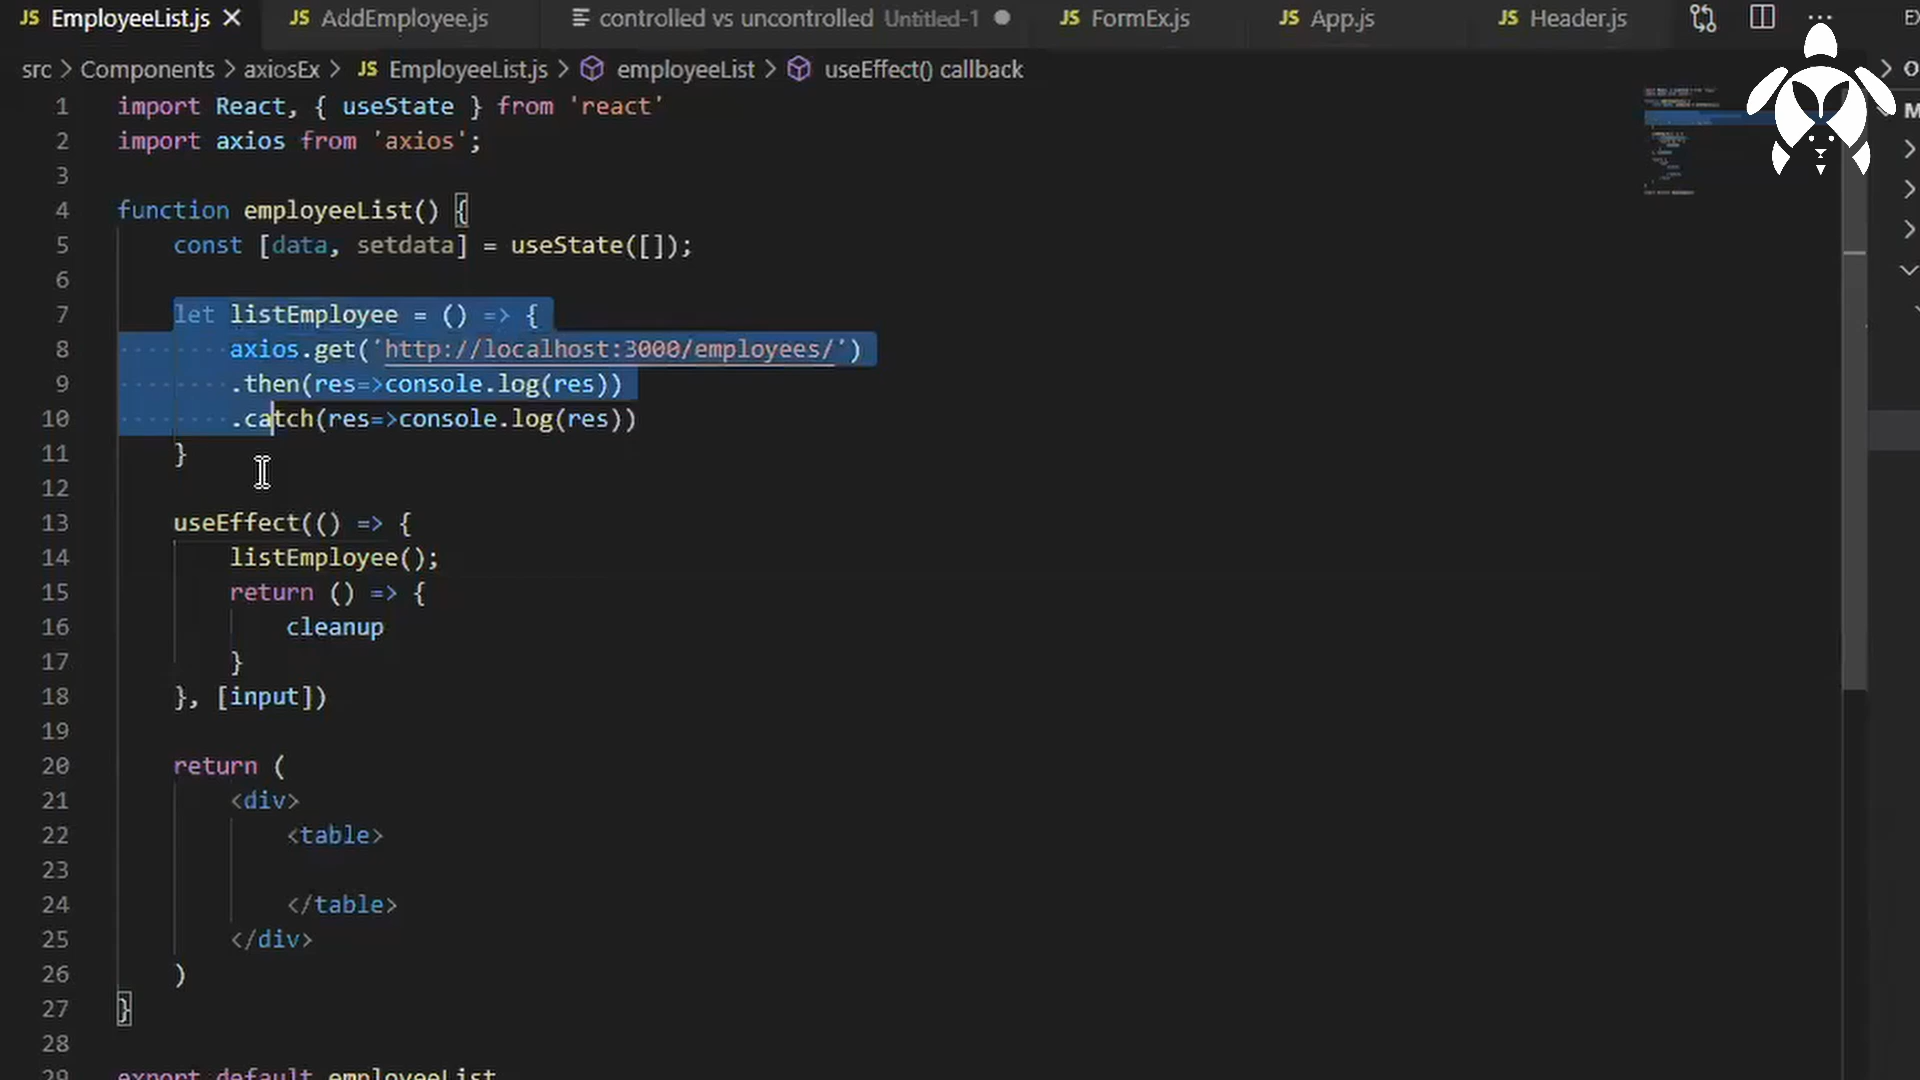 JS EmployeeList.js JS AddEmployee.js controlled vs uncontrolled Untitled-1 JS FormEx.js JS App.js JS Header.js ... EX
src > Components > axiosEx > JS EmployeeList.js > employeeList > useEffect() callback
1 import React, { useState } from 'react'
2 import axios from 'axios';
3
4 function employeeList() {
5 const [data, setdata] = useState([]);
6
7 let listEmployee = () => {
8 axios.get('http://localhost:3000/employees/')
9 .then(res=>console.log(res))
10 .catch(res=>console.log(res))
11 }
12
13 useEffect(() => {
14 listEmployee();
15 return () => {
16 cleanup
17 }
18 }, [input])
19
20 return (
21 <div>
22 <table>
23
24 </table>
25 </div>
26 )
27 }
28
29 export default employeeList